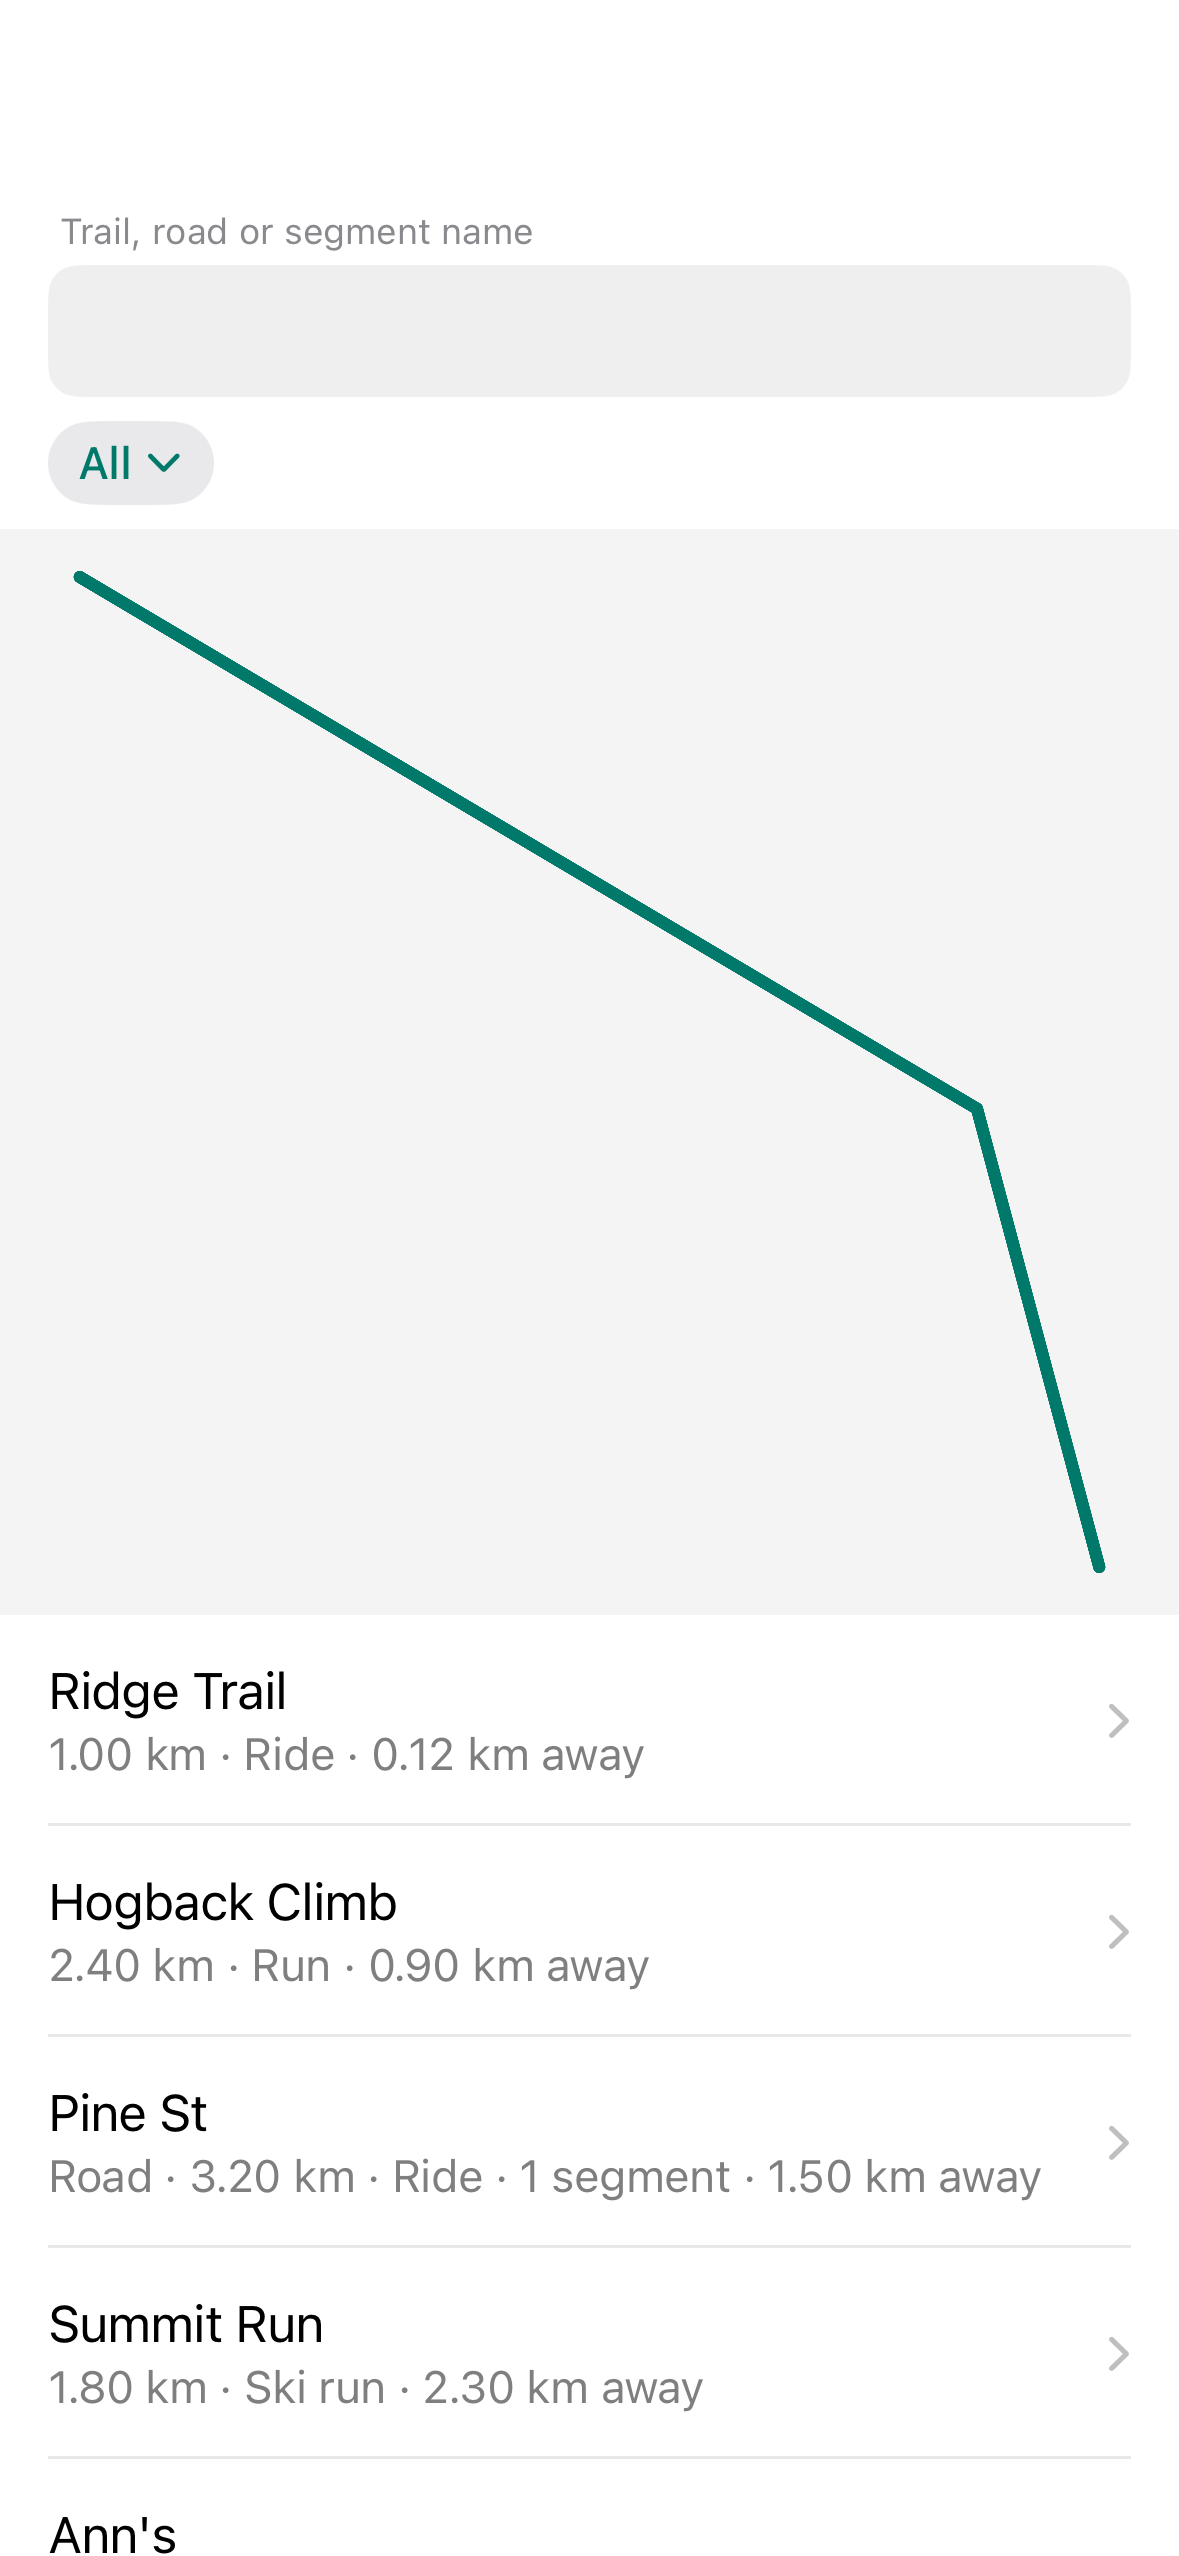 Trail, road or segment name
All
Ridge Trail
1.00 km · Ride · 0.12 km away
Hogback Climb
2.40 km · Run · 0.90 km away
Pine St
Road · 3.20 km · Ride · 1 segment · 1.50 km away
Summit Run
1.80 km · Ski run · 2.30 km away
Ann's